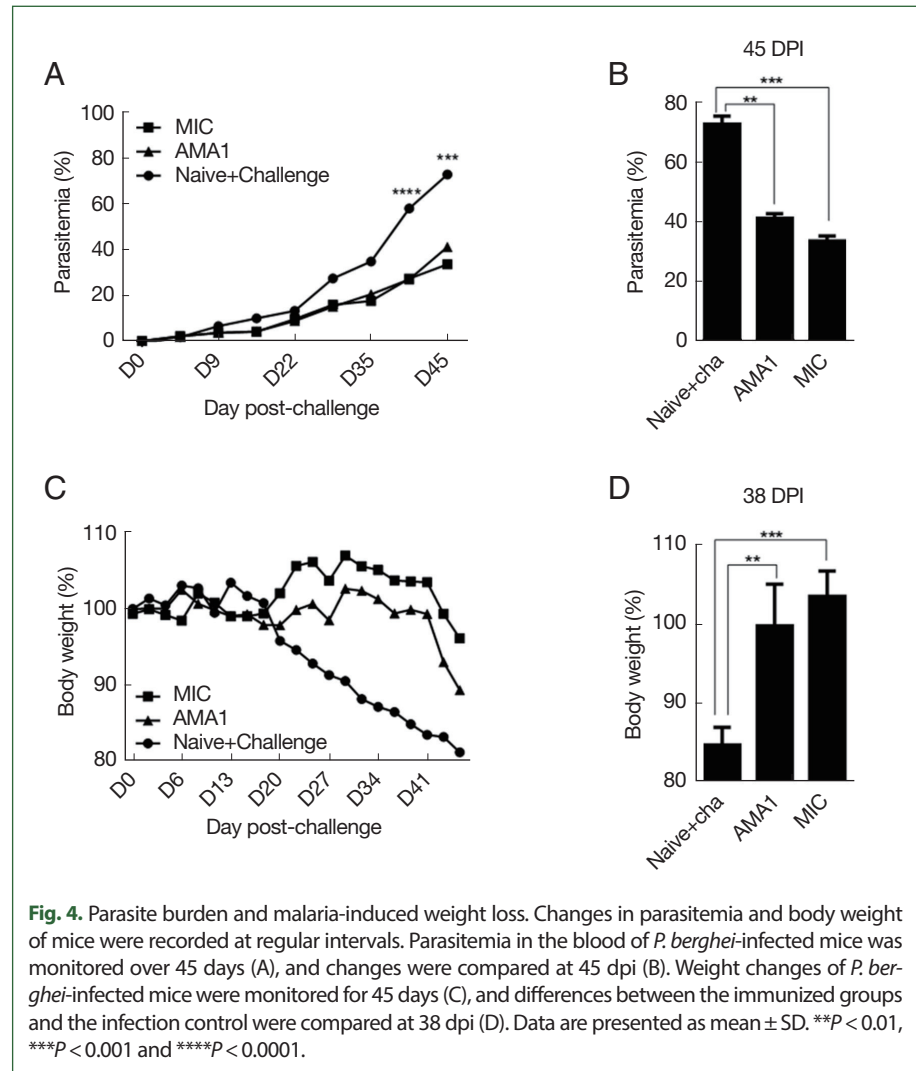 A
100
80
60
40
20
0
Parasitemia (%)
MIC
AMA1
Naive+Challenge
****
***
D0
D9
D22
D35
D45
Day post-challenge
B
45 DPI
***
**
80
60
40
20
0
Parasitemia (%)
Naive+cha
AMA1
MIC
C
110
100
90
80
Body weight (%)
MIC
AMA1
Naive+Challenge
D0
D6
D13
D20
D27
D34
D41
Day post-challenge
D
38 DPI
***
**
110
100
90
80
Body weight (%)
Naive+cha
AMA1
MIC
Fig. 4. Parasite burden and malaria-induced weight loss. Changes in parasitemia and body weight
of mice were recorded at regular intervals. Parasitemia in the blood of P. berghei-infected mice was
monitored over 45 days (A), and changes were compared at 45 dpi (B). Weight changes of P. ber-
ghei-infected mice were monitored for 45 days (C), and differences between the immunized groups
and the infection control were compared at 38 dpi (D). Data are presented as mean ± SD. **P < 0.01,
***P < 0.001 and ****P < 0.0001.